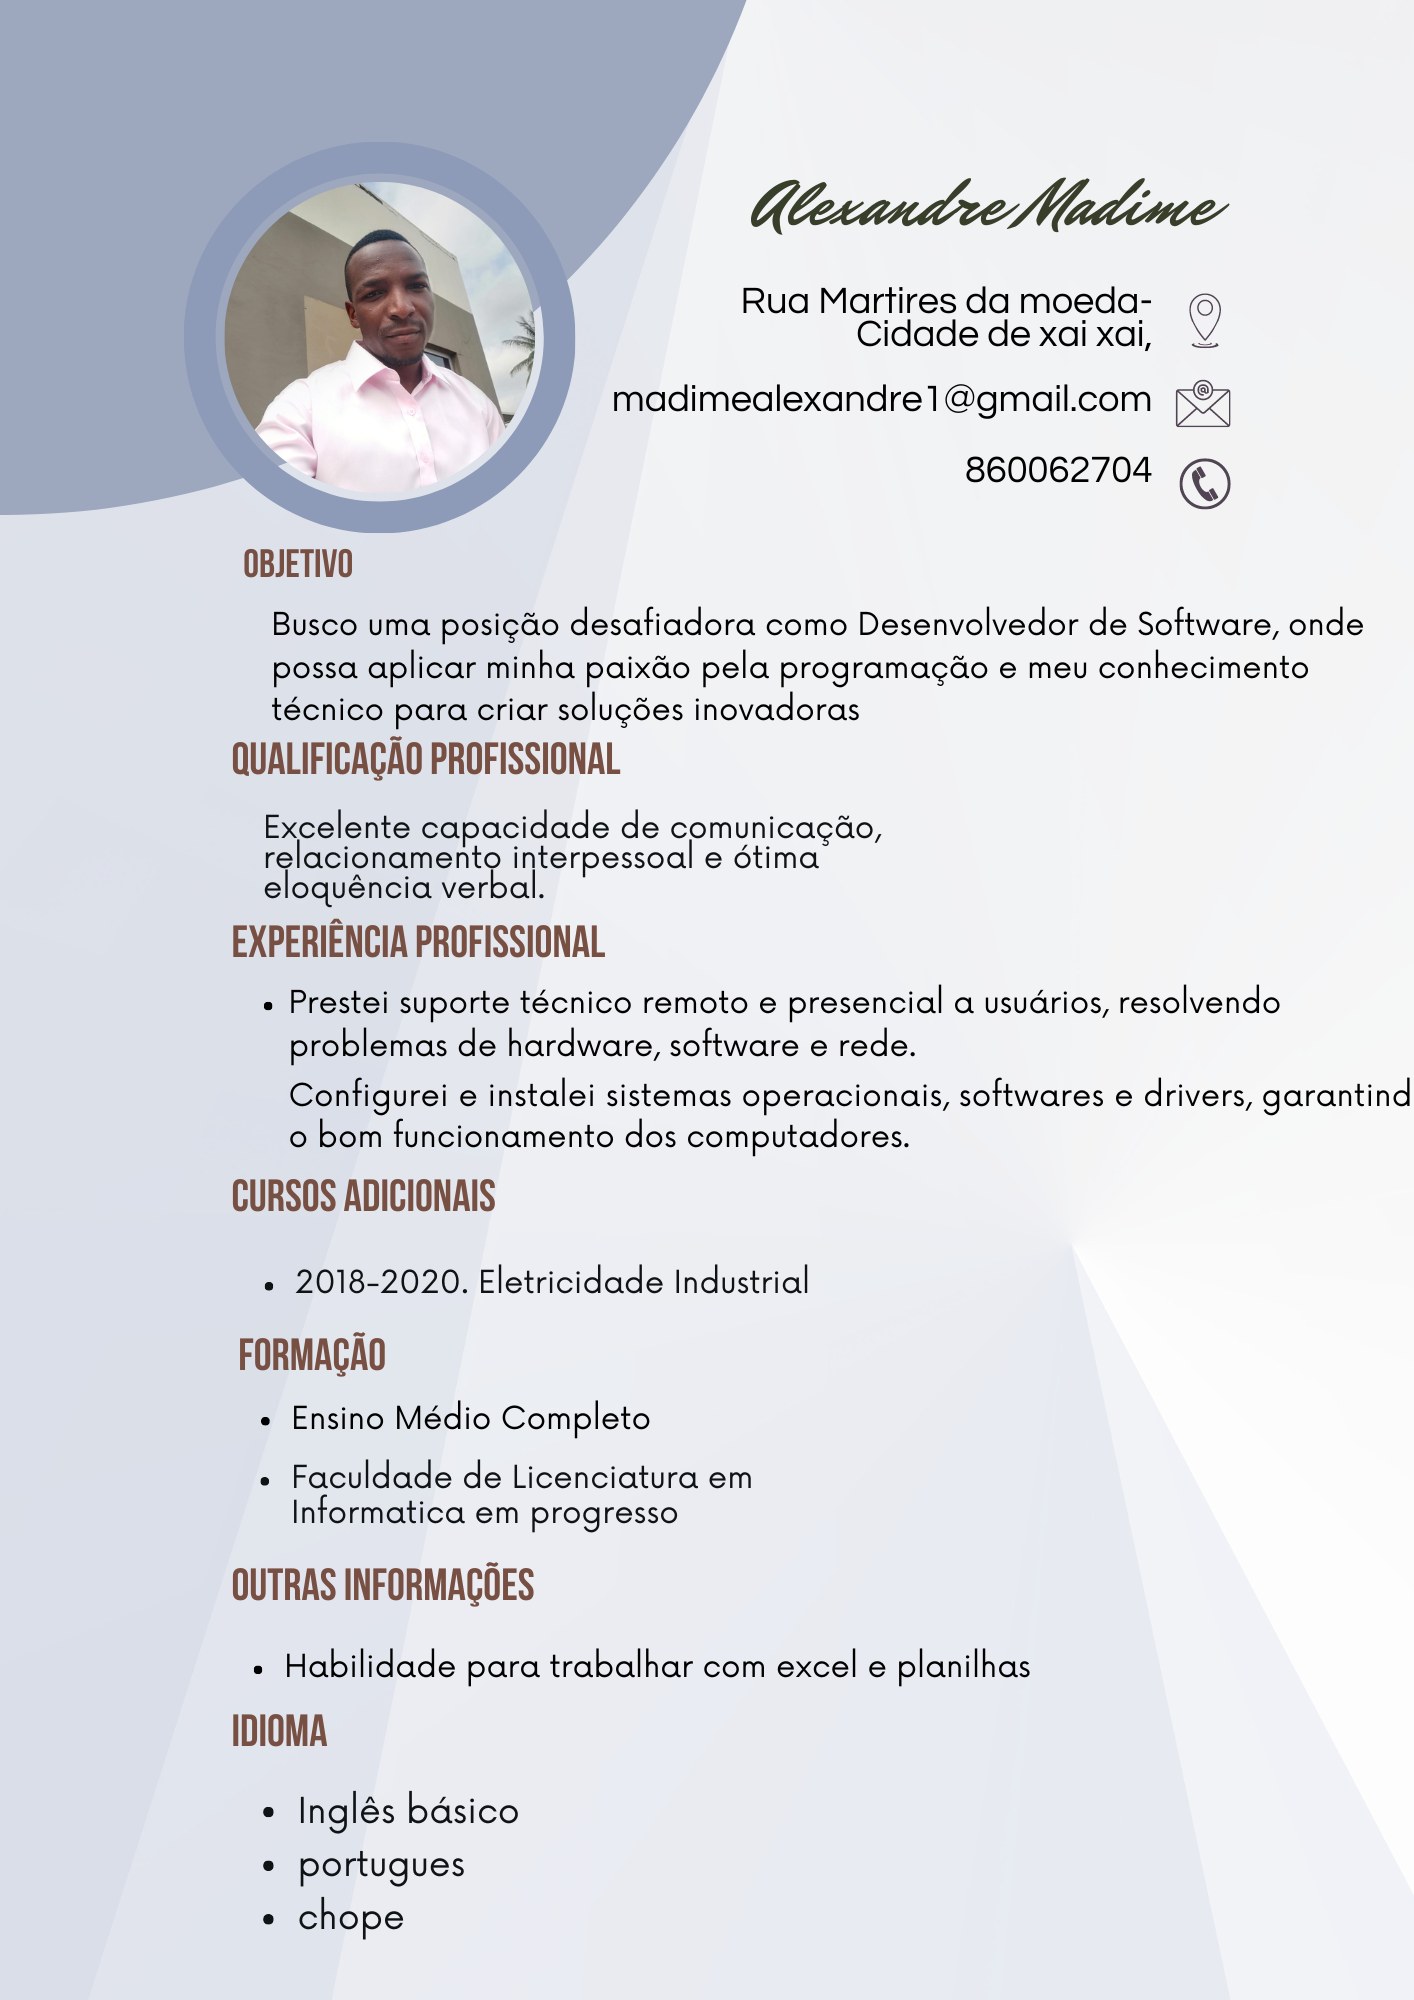 Alexandre Madime
Rua Martires da moeda-
Cidade de xai xai,
madimealexandre1@gmail.com
860062704
OBJETIVO
Busco uma posição desafiadora como Desenvolvedor de Software, onde
possa aplicar minha paixão pela programação e meu conhecimento
técnico para criar soluções inovadoras
QUALIFICAÇÃO PROFISSIONAL
Excelente capacidade de comunicação,
relacionamento interpessoal e ótima
eloquência verbal.
EXPERIÊNCIA PROFISSIONAL
• Prestei suporte técnico remoto e presencial a usuários, resolvendo
problemas de hardware, software e rede.
Configurei e instalei sistemas operacionais, softwares e drivers, garantind
o bom funcionamento dos computadores.
CURSOS ADICIONAIS
• 2018-2020. Eletricidade Industrial
FORMAÇÃO
• Ensino Médio Completo
• Faculdade de Licenciatura em
Informatica em progresso
OUTRAS INFORMAÇÕES
• Habilidade para trabalhar com excel e planilhas
IDIOMA
• Inglês básico
• portugues
• chope